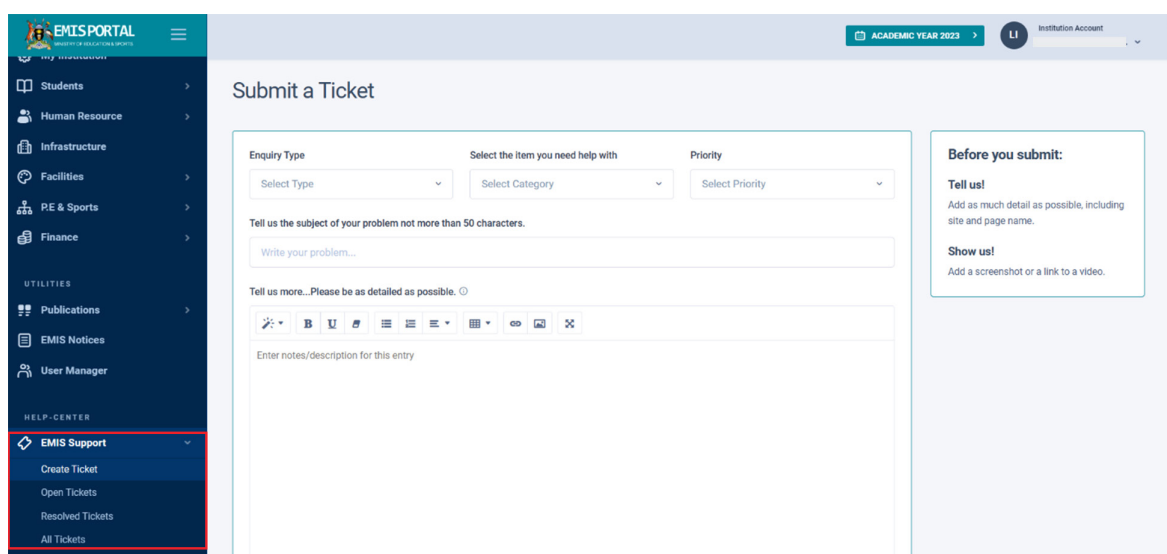 EMIS PORTAL
MINISTRY OF EDUCATION & SPORTS
ACADEMIC YEAR 2023
LI
Institution Account
My Institution
Students
Human Resource
Infrastructure
Facilities
P.E & Sports
Finance
UTILITIES
Publications
EMIS Notices
User Manager
HELP-CENTER
EMIS Support
Create Ticket
Open Tickets
Resolved Tickets
All Tickets
Submit a Ticket
Enquiry Type
Select Type
Select the item you need help with
Select Category
Priority
Select Priority
Tell us the subject of your problem not more than 50 characters.
Write your problem...
Tell us more...Please be as detailed as possible.
B U
Enter notes/description for this entry
Before you submit:
Tell us!
Add as much detail as possible, including
site and page name.
Show us!
Add a screenshot or a link to a video.